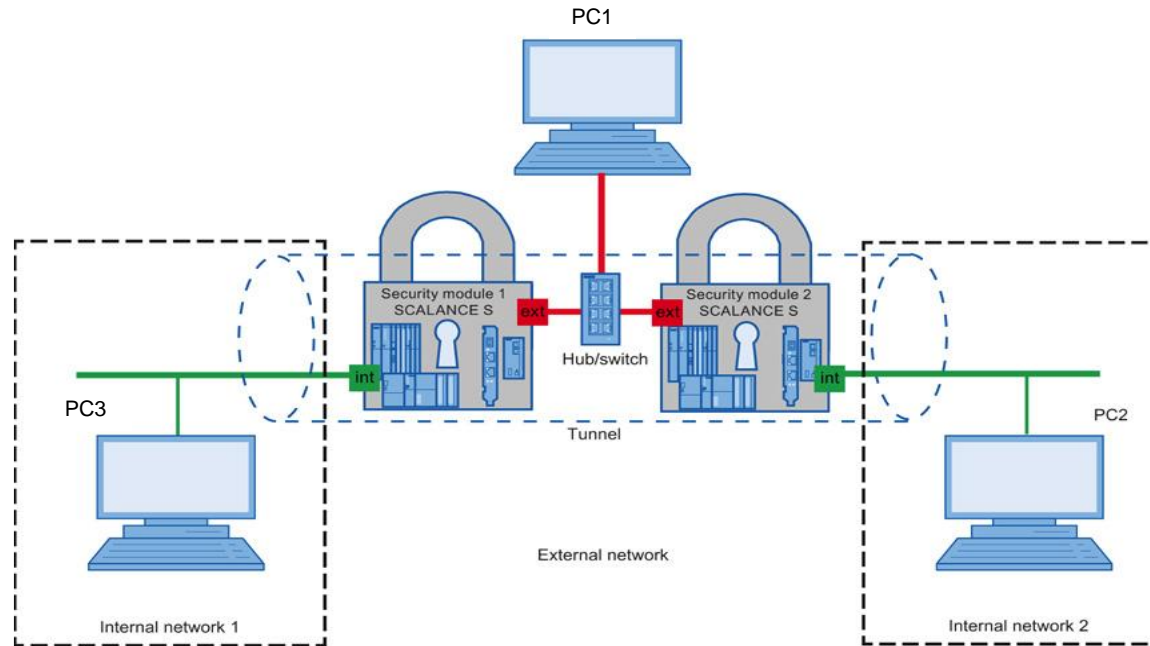 PC1
Security module 1
SCALANCE S
ext
Hub/switch
ext
Security module 2
SCALANCE S
int
int
PC3
PC2
Tunnel
External network
Internal network 1
Internal network 2